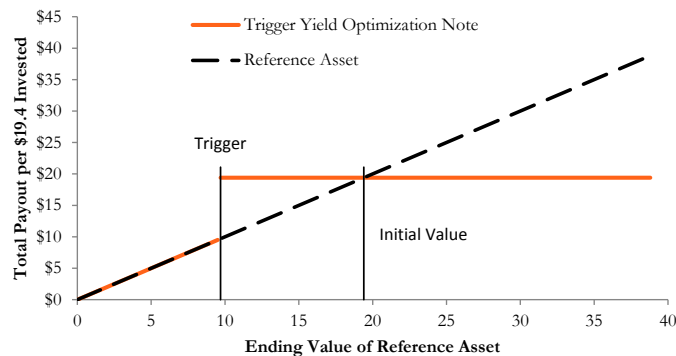 $45
$40
$35
$30
$25
$20
$15
$10
$5
$0
Total Payout per $19.4 Invested
Trigger Yield Optimization Note
Reference Asset
Trigger
Initial Value
0 5 10 15 20 25 30 35 40
Ending Value of Reference Asset